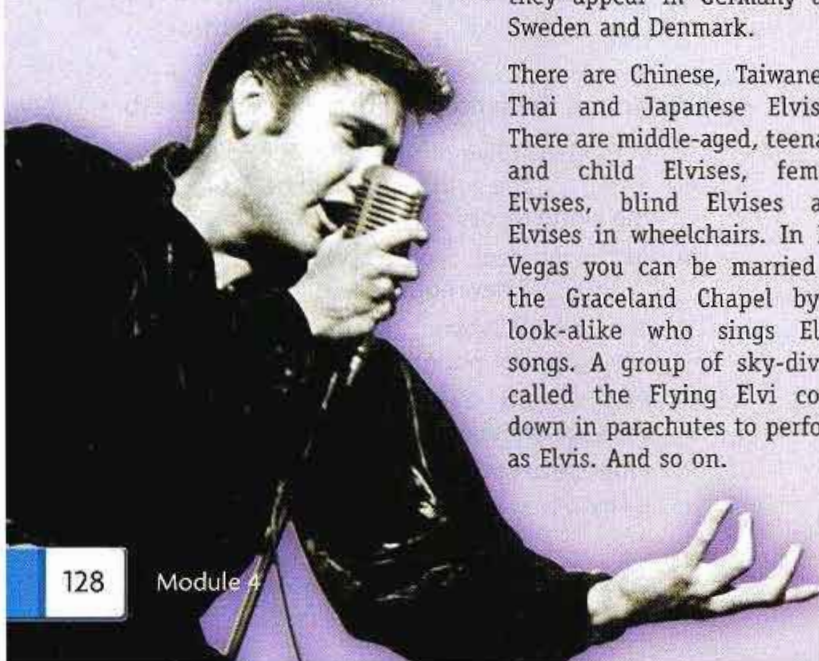 they appear in Germany
Sweden and Denmark.
There are Chinese, Taiwane
Thai and Japanese Elvis
There are middle-aged, teena
and child Elvises, fem
Elvises, blind Elvises a
Elvises in wheelchairs. In
Vegas you can be married
the Graceland Chapel by
look-alike who sings El
songs. A group of sky-div
called the Flying Elvi co
down in parachutes to perfo
as Elvis. And so on.
128 Module 4